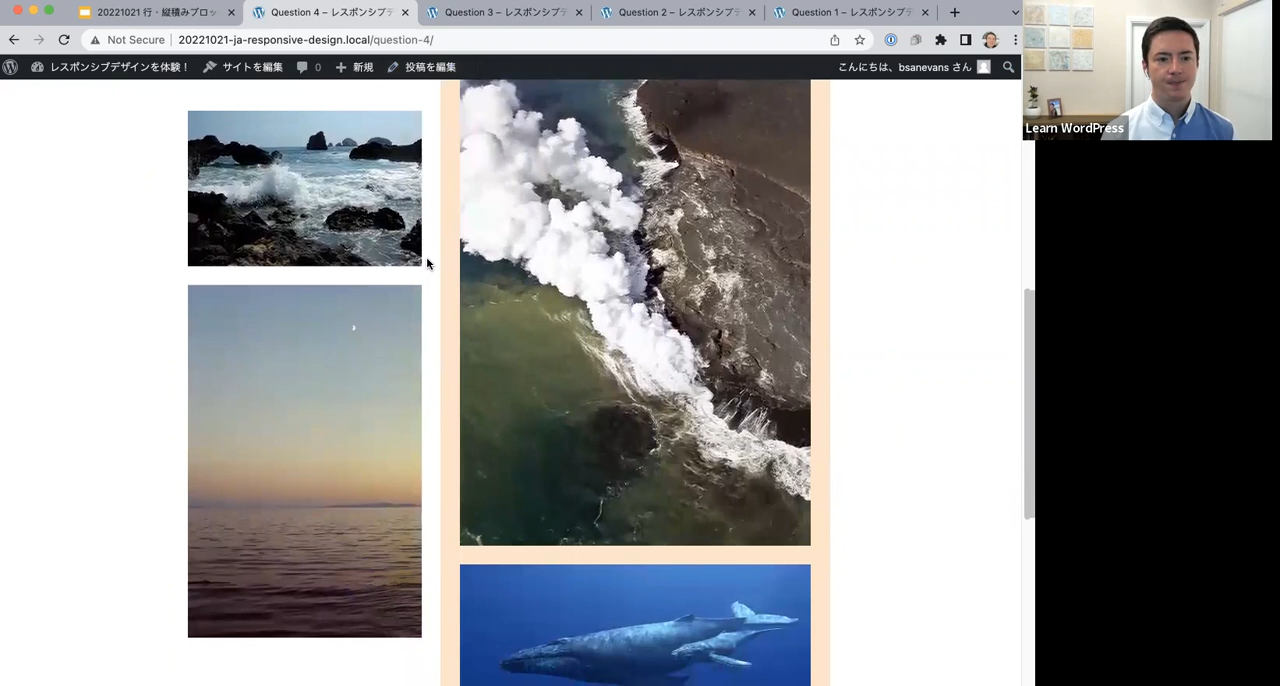 20221021 行・縦積みブロッ
Question 4 – レスポンシブデ
Question 3 – レスポンシブデ
Question 2 – レスポンシブデ
Question 1 – レスポンシブデ
Not Secure
20221021-ja-responsive-design.local/question-4/
レスポンシブデザインを体験！
サイトを編集
0
新規
投稿を編集
こんにちは、bsanevans さん
Learn WordPress